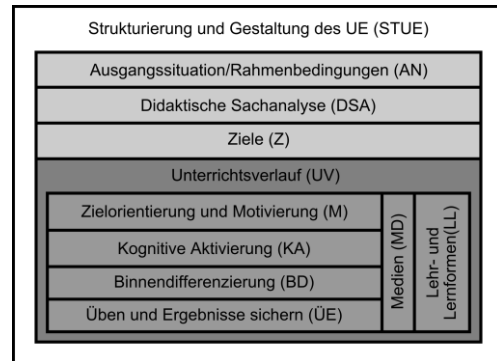 Strukturierung und Gestaltung des UE (STUE)
Ausgangssituation/Rahmenbedingungen (AN)
Didaktische Sachanalyse (DSA)
Ziele (Z)
Unterrichtsverlauf (UV)
Zielorientierung und Motivierung (M)
Kognitive Aktivierung (KA)
Binnendifferenzierung (BD)
Üben und Ergebnisse sichern (ÜE)
Medien (MD)
Lehr- und
Lernformen(LL)